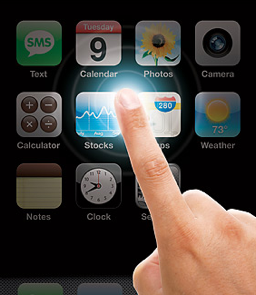 SMS
Tuesday
9
Text
Calendar
Photos
Camera
280
73°
Calculator
Stocks
Weather
Notes
Clock